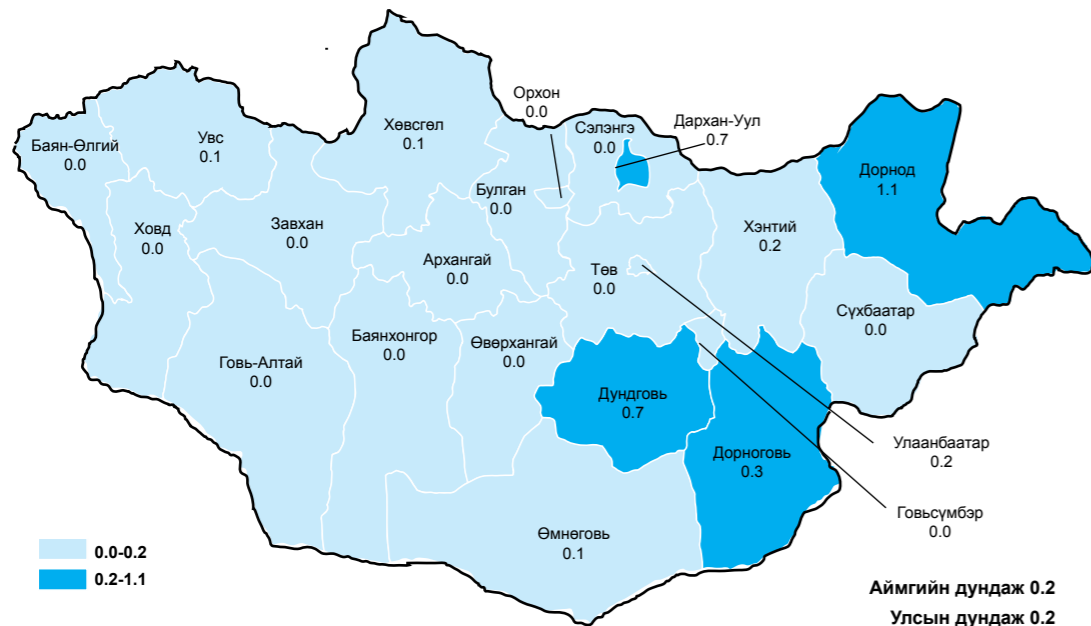 Орхон
0.0
Сэлэнгэ
0.0
Дархан-Уул
0.7
Хөвсгөл
0.1
Увс
0.1
Баян-Өлгий
0.0
Дорнод
1.1
Булган
0.0
Ховд
0.0
Завхан
0.0
Хэнтий
0.2
Архангай
0.0
Төв
0.0
Сүхбаатар
0.0
Баянхонгор
0.0
Өвөрхангай
0.0
Говь-Алтай
0.0
Дундговь
0.7
Дорноговь
0.3
Улаанбаатар
0.2
Говьсүмбэр
0.0
Өмнөговь
0.1
0.0-0.2
0.2-1.1
Аймгийн дундаж 0.2
Улсын дундаж 0.2